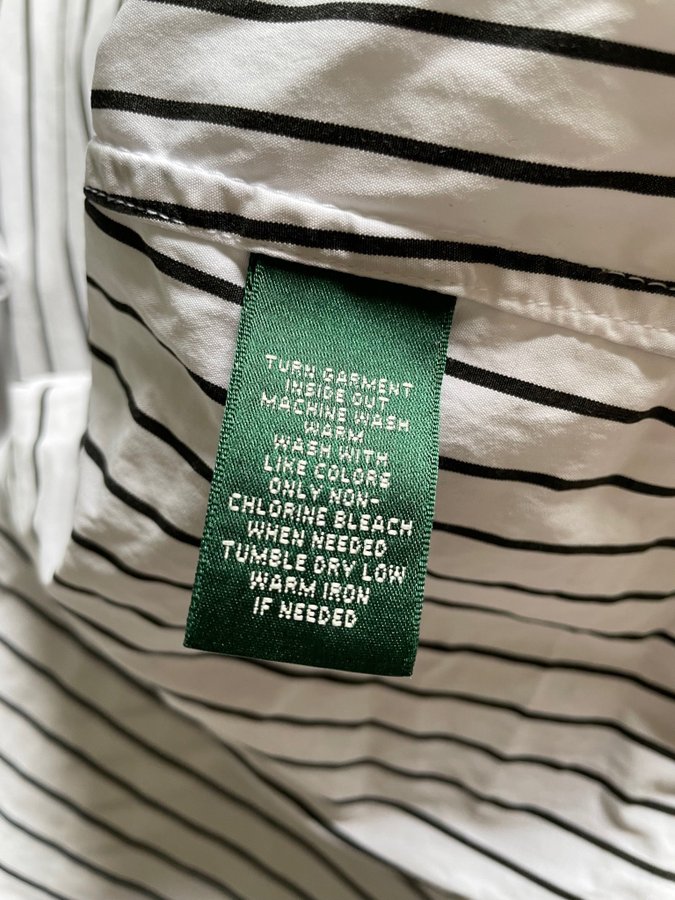 TURN GARMENT
INSIDE OUT
MACHINE WASH
WARM
WASH WITH
LIKE COLORS
ONLY NON-
CHLORINE BLEACH
WHEN NEEDED
TUMBLE DRY LOW
WARM IRON
IF NEEDED